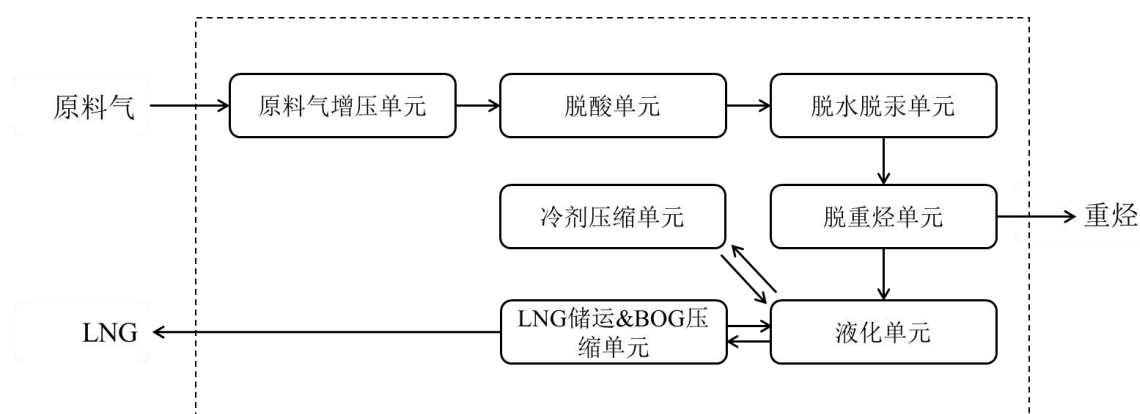 原料气
原料气增压单元
脱酸单元
脱水脱汞单元
冷剂压缩单元
脱重烃单元
重烃
LNG
LNG储运&BOG压
缩单元
液化单元